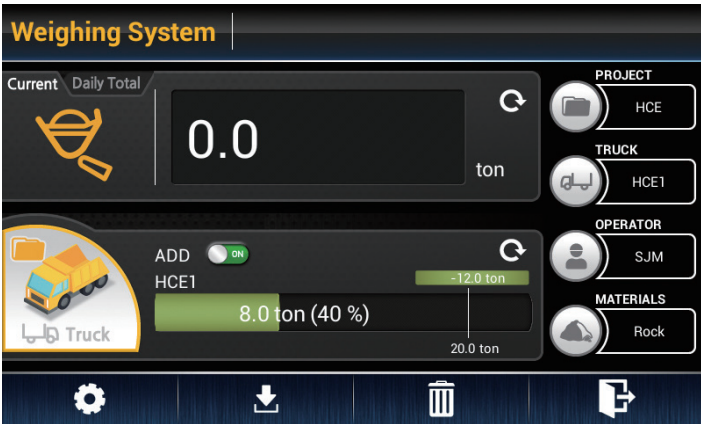 Weighing System
Current Daily Total
0.0
ton
PROJECT
HCE
TRUCK
HCE1
OPERATOR
SJM
MATERIALS
Rock
ADD ON
HCE1
-12.0 ton
8.0 ton (40 %)
20.0 ton
Truck